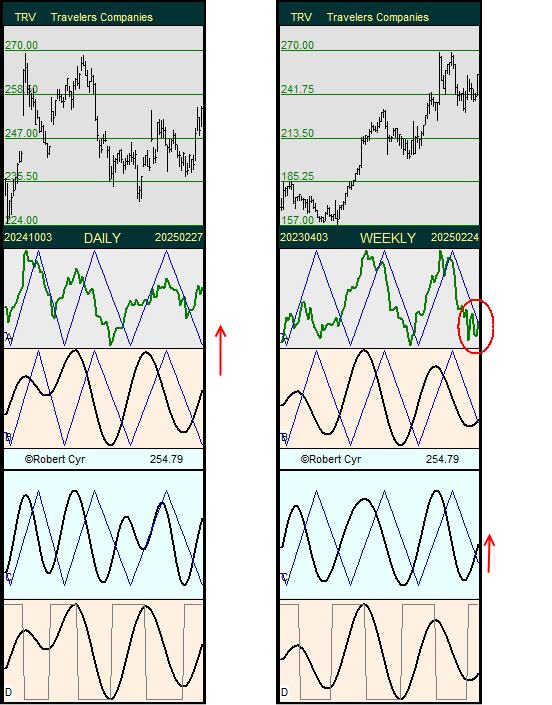 TRV Travelers Companies
270.00
258.50
247.00
235.50
224.00
20241003 DAILY 20250227
A
B
©Robert Cyr 254.79
C
D
TRV Travelers Companies
270.00
241.75
213.50
185.25
157.00
20230403 WEEKLY 20250224
A
B
©Robert Cyr 254.79
C
D